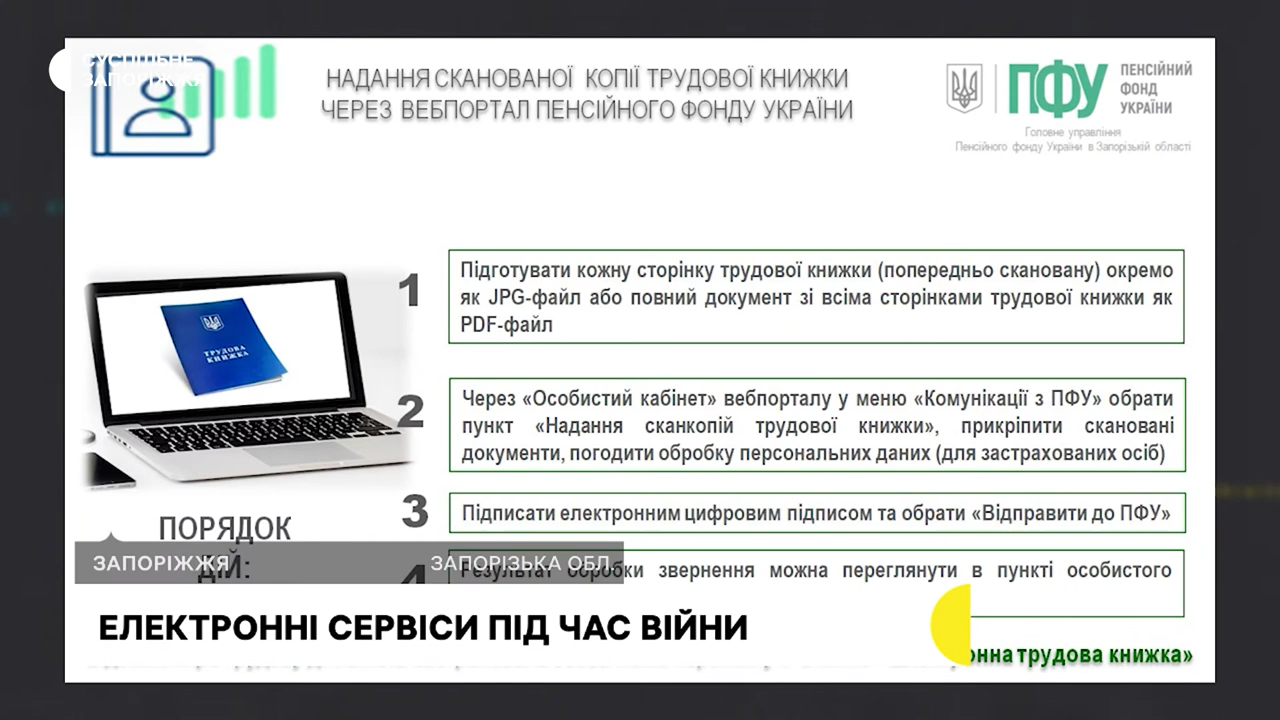 СУСПІЛЬНЕ
ЗАПОРІЖЖЯ
НАДАННЯ СКАНОВАНОЇ КОПІЇ ТРУДОВОЇ КНИЖКИ
ЧЕРЕЗ ВЕБПОРТАЛ ПЕНСІЙНОГО ФОНДУ УКРАЇНИ
ПФУ
ПЕНСІЙНИЙ
ФОНД
УКРАЇНИ
Головне управління
Пенсійного фонду України в Запорізькій області
1
Підготувати кожну сторінку трудової книжки (попередньо скановану) окремо
як JPG-файл або повний документ зі всіма сторінками трудової книжки як
PDF-файл
ТРУДОВА
КНИЖКА
2
Через «Особистий кабінет» вебпорталу у меню «Комунікації з ПФУ» обрати
пункт «Надання сканкопій трудової книжки», прикріпити скановані
документи, погодити обробку персональних даних (для застрахованих осіб)
3
Підписати електронним цифровим підписом та обрати «Відправити до ПФУ»
ПОРЯДОК
ДІЙ:
4
Результат обробки звернення можна переглянути в пункті особистого
ЗАПОРІЖЖЯ
ЗАПОРІЗЬКА ОБЛ.
ЕЛЕКТРОННІ СЕРВІСИ ПІД ЧАС ВІЙНИ
онна трудова книжка»